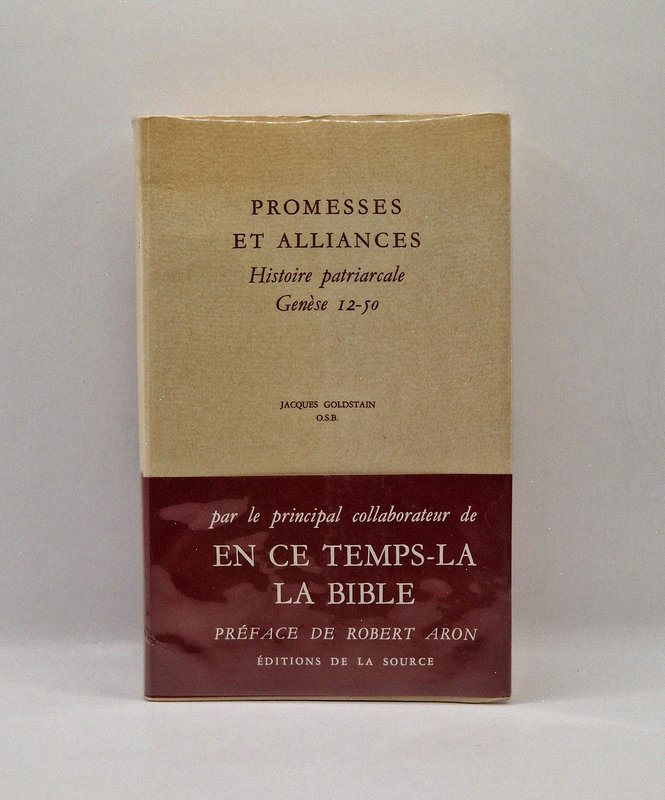 PROMESSES
ET ALLIANCES
Histoire patriarcale
Genèse 12-50
JACQUES GOLDSTAIN
O.S.B.
par le principal collaborateur de
EN CE TEMPS-LA
LA BIBLE
PRÉFACE DE ROBERT ARON
ÉDITIONS DE LA SOURCE